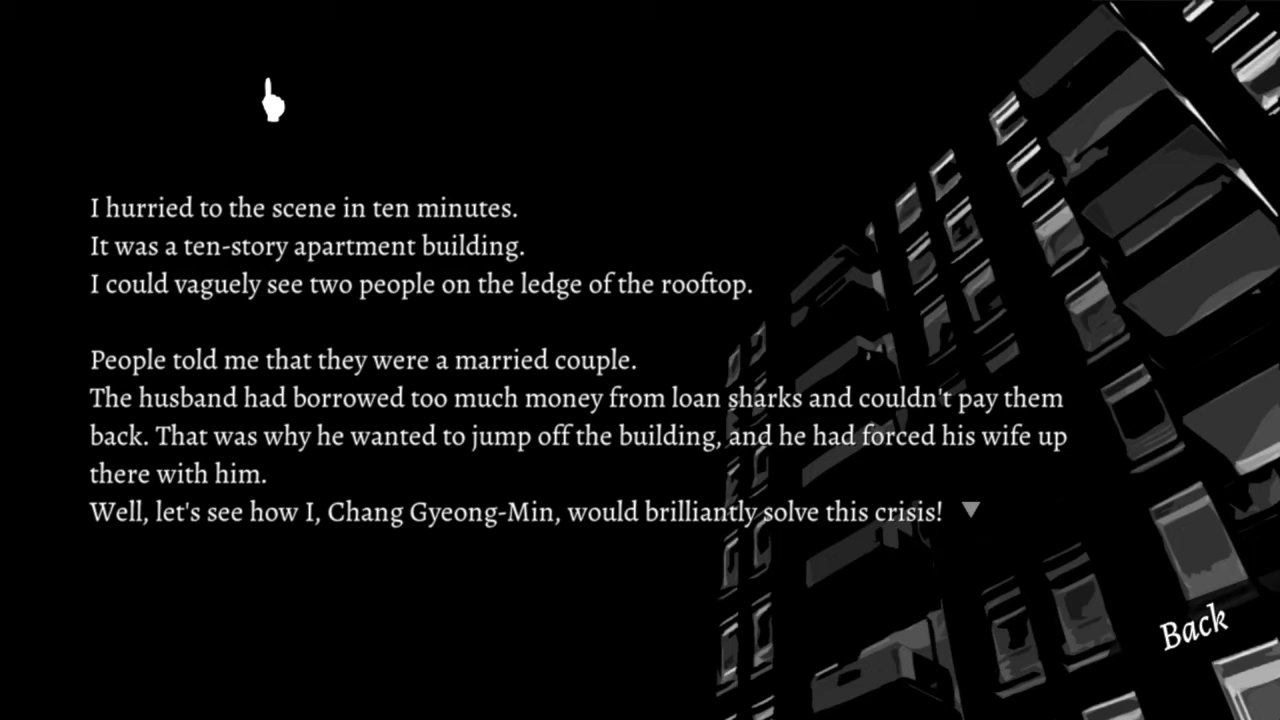 I hurried to the scene in ten minutes.
It was a ten-story apartment building.
I could vaguely see two people on the ledge of the rooftop.
People told me that they were a married couple.
The husband had borrowed too much money from loan sharks and couldn't pay them
back. That was why he wanted to jump off the building, and he had forced his wife up
there with him.
Well, let's see how I, Chang Gyeong-Min, would brilliantly solve this crisis!
Back